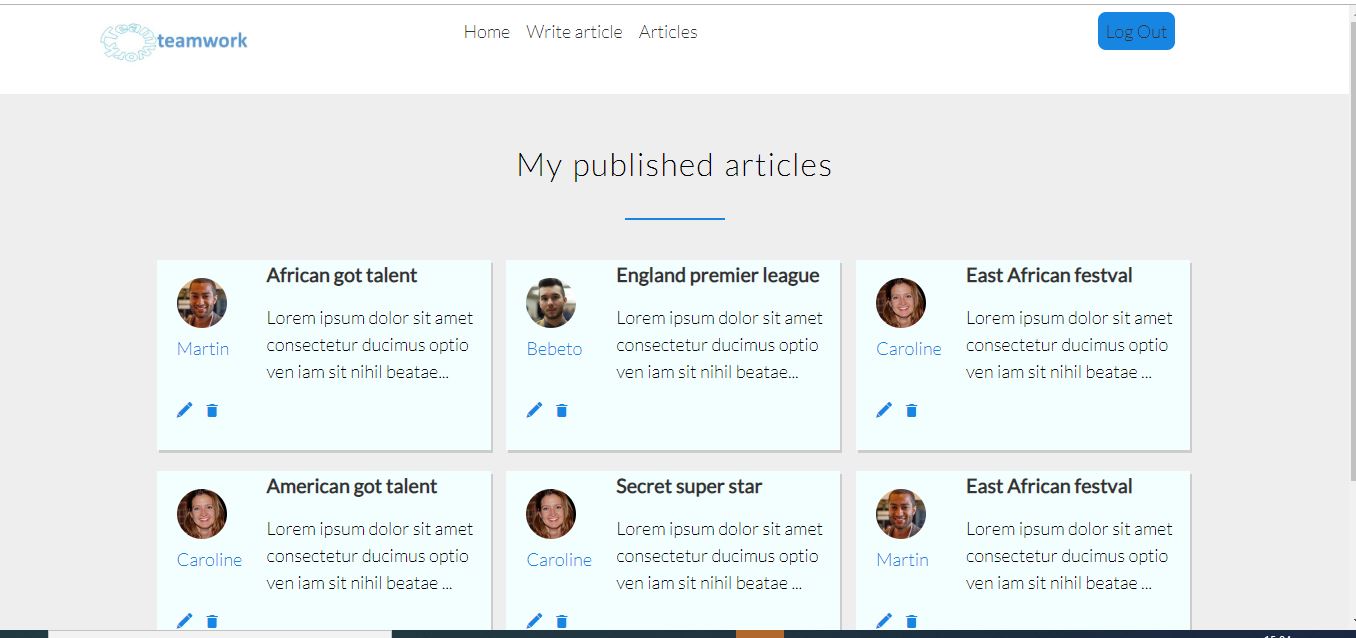 Team Work
teamwork
Home Write article Articles
Log Out
My published articles
African got talent
Lorem ipsum dolor sit amet
consectetur ducimus optio
ven iam sit nihil beatae...
Martin
England premier league
Lorem ipsum dolor sit amet
consectetur ducimus optio
ven iam sit nihil beatae...
Bebeto
East African festval
Lorem ipsum dolor sit amet
consectetur ducimus optio
ven iam sit nihil beatae ...
Caroline
American got talent
Lorem ipsum dolor sit amet
consectetur ducimus optio
ven iam sit nihil beatae ...
Caroline
Secret super star
Lorem ipsum dolor sit amet
consectetur ducimus optio
ven iam sit nihil beatae ...
Caroline
East African festval
Lorem ipsum dolor sit amet
consectetur ducimus optio
ven iam sit nihil beatae ...
Martin